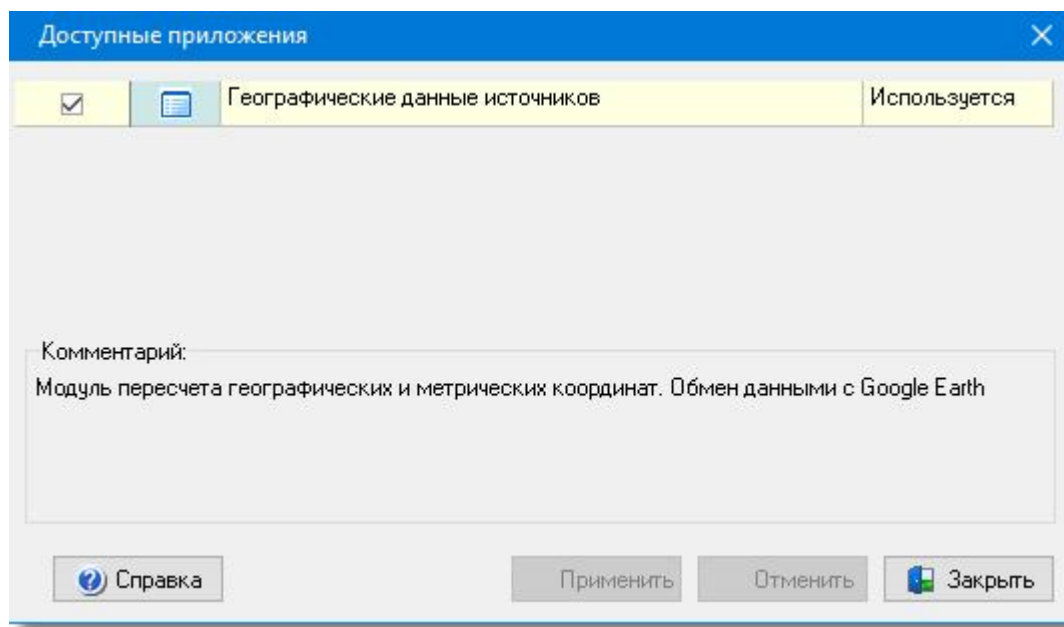 Доступные приложения
Географические данные источников Используется
Комментарий:
Модуль пересчета географических и метрических координат. Обмен данными с Google Earth
Справка Применить Отменить Закрыть